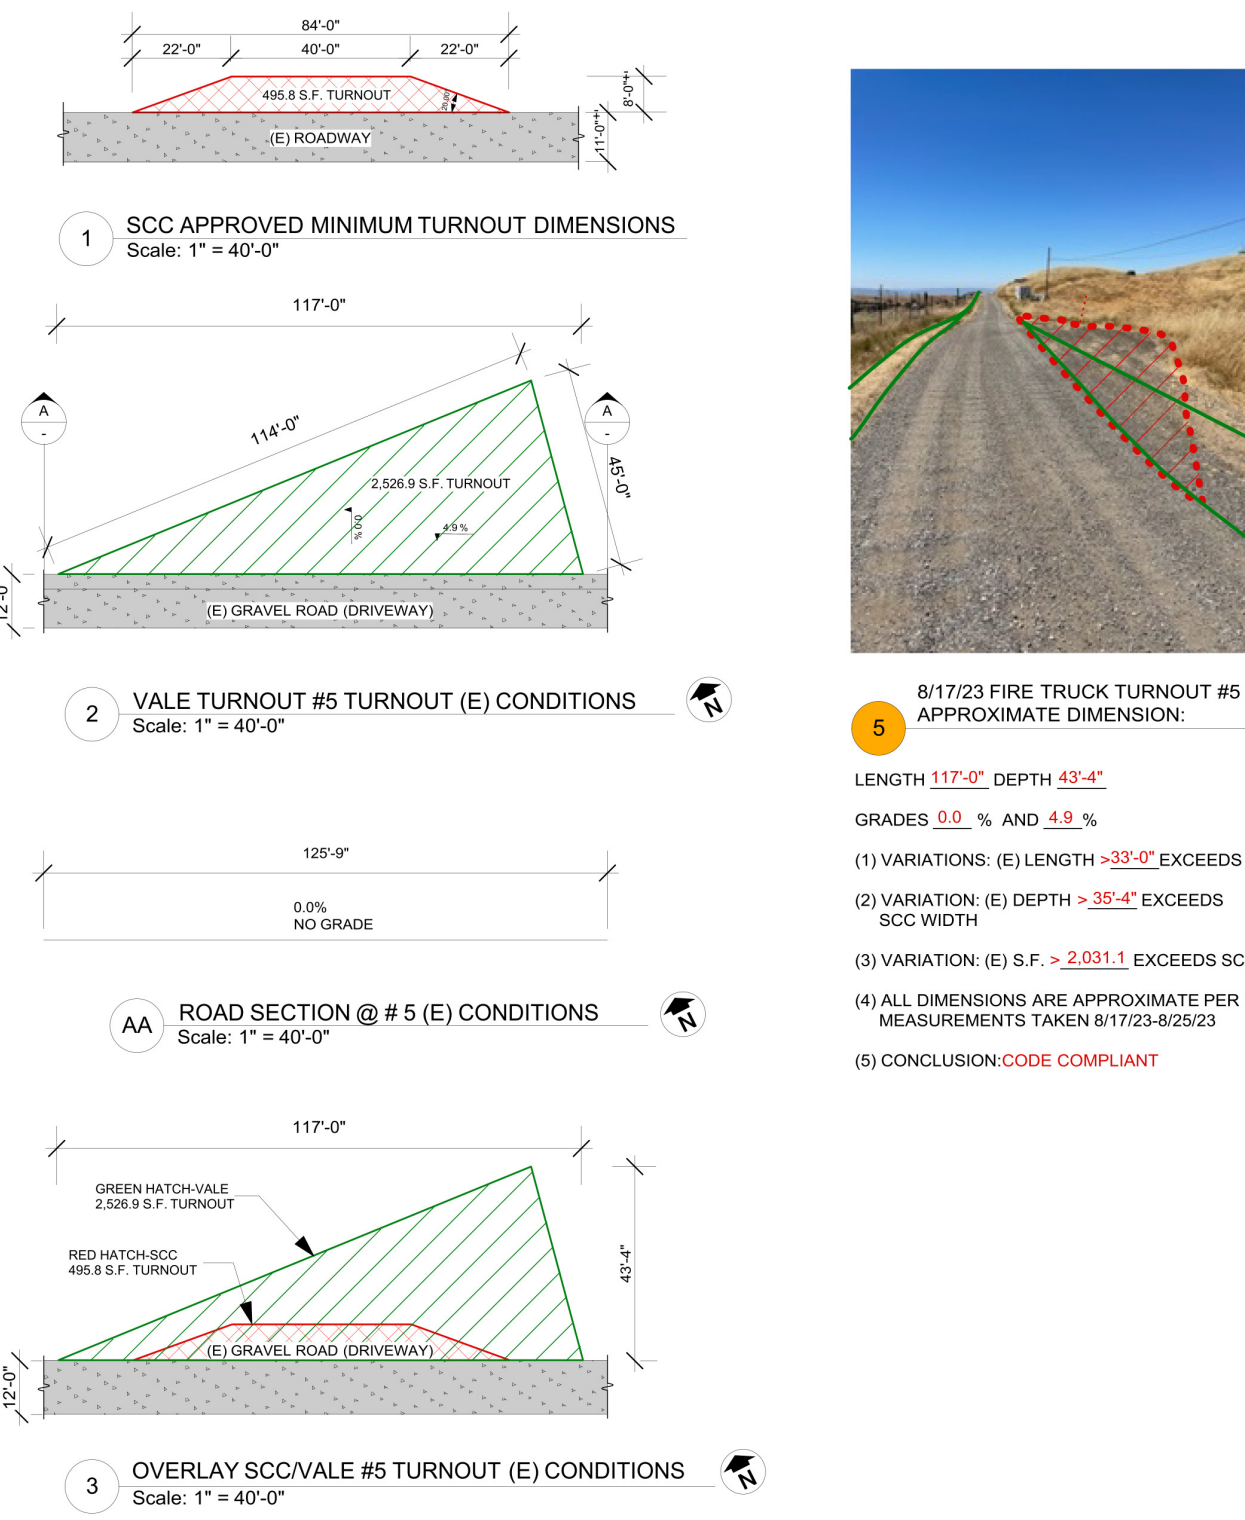 84'-0"
22'-0"
40'-0"
22'-0"
495.8 S.F. TURNOUT
20.00°
8'-0"+
11'-0"+
(E) ROADWAY
1
SCC APPROVED MINIMUM TURNOUT DIMENSIONS
Scale: 1" = 40'-0"
117'-0"
A
-
114'-0"
A
-
45'-0"
2,526.9 S.F. TURNOUT
0.0 %
4.9 %
12'-0"
(E) GRAVEL ROAD (DRIVEWAY)
2
VALE TURNOUT #5 TURNOUT (E) CONDITIONS
Scale: 1" = 40'-0"
N
125'-9"
0.0%
NO GRADE
AA
ROAD SECTION @ # 5 (E) CONDITIONS
Scale: 1" = 40'-0"
N
117'-0"
GREEN HATCH-VALE
2,526.9 S.F. TURNOUT
RED HATCH-SCC
495.8 S.F. TURNOUT
43'-4"
(E) GRAVEL ROAD (DRIVEWAY)
12'-0"
3
OVERLAY SCC/VALE #5 TURNOUT (E) CONDITIONS
Scale: 1" = 40'-0"
N
5
8/17/23 FIRE TRUCK TURNOUT #5
APPROXIMATE DIMENSION:
LENGTH 117'-0" DEPTH 43'-4"
GRADES 0.0 % AND 4.9 %
(1) VARIATIONS: (E) LENGTH >33'-0" EXCEEDS
(2) VARIATION: (E) DEPTH > 35'-4" EXCEEDS
SCC WIDTH
(3) VARIATION: (E) S.F. > 2,031.1 EXCEEDS SC
(4) ALL DIMENSIONS ARE APPROXIMATE PER
MEASUREMENTS TAKEN 8/17/23-8/25/23
(5) CONCLUSION:CODE COMPLIANT